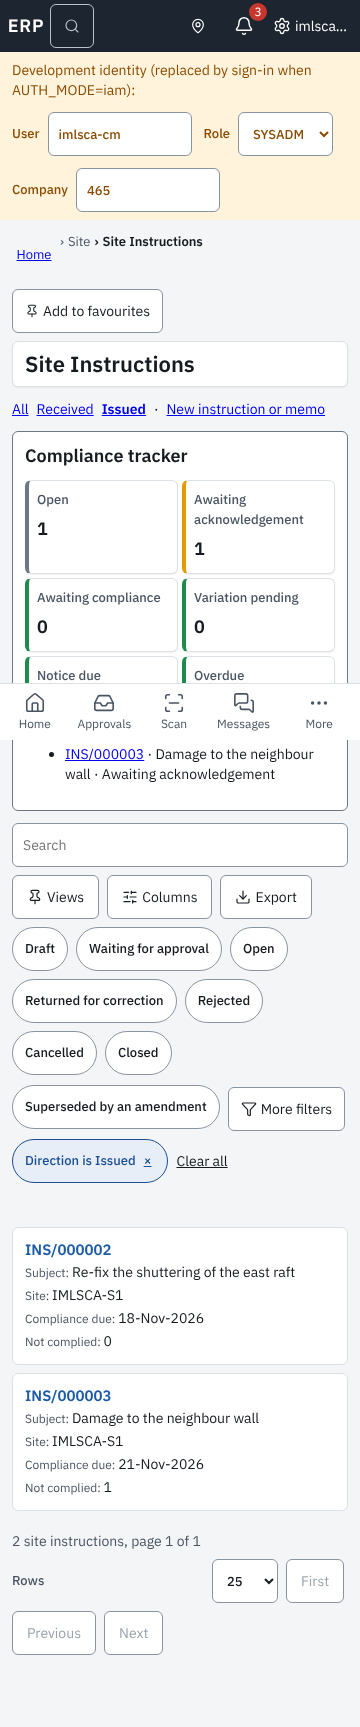 ERP
3
imlsca...
Development identity (replaced by sign-in when
AUTH_MODE=iam):
User imlsca-cm Role SYSADM
Company 465
Home › Site › Site Instructions
Add to favourites
Site Instructions
All Received Issued · New instruction or memo
Compliance tracker
Open
1
Awaiting
acknowledgement
1
Awaiting compliance
0
Variation pending
0
Notice due
Overdue
Home Approvals Scan Messages More
• INS/000003 · Damage to the neighbour
wall · Awaiting acknowledgement
Search
Views Columns Export
Draft Waiting for approval Open
Returned for correction Rejected
Cancelled Closed
Superseded by an amendment More filters
Direction is Issued × Clear all
INS/000002
Subject: Re-fix the shuttering of the east raft
Site: IMLSCA-S1
Compliance due: 18-Nov-2026
Not complied: 0
INS/000003
Subject: Damage to the neighbour wall
Site: IMLSCA-S1
Compliance due: 21-Nov-2026
Not complied: 1
2 site instructions, page 1 of 1
Rows 25 First
Previous Next